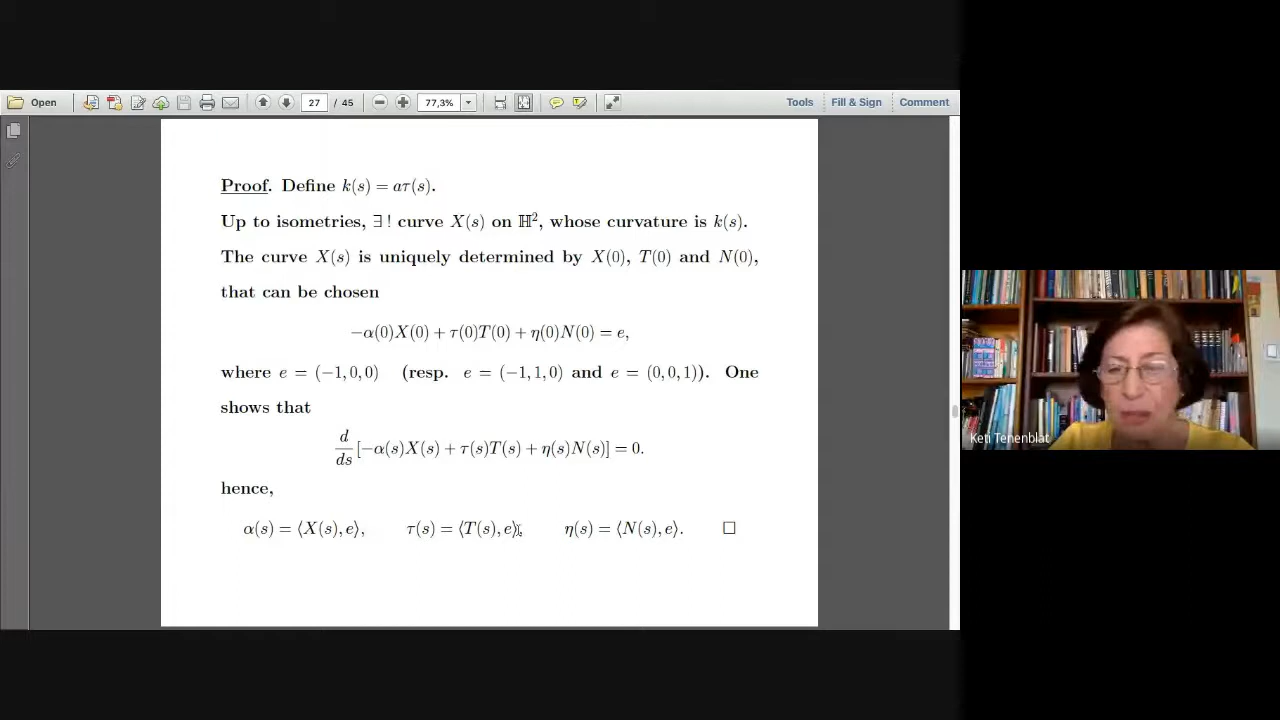 Open
27 / 45
77,3%
Tools
Fill & Sign
Comment
Proof. Define k(s) = aτ(s).
Up to isometries, ∃ ! curve X(s) on ℍ², whose curvature is k(s).
The curve X(s) is uniquely determined by X(0), T(0) and N(0),
that can be chosen
−α(0)X(0) + τ(0)T(0) + η(0)N(0) = e,
where e = (−1, 0, 0) (resp. e = (−1, 1, 0) and e = (0, 0, 1)). One
shows that
d/ds [−α(s)X(s) + τ(s)T(s) + η(s)N(s)] = 0.
hence,
α(s) = ⟨X(s), e⟩, τ(s) = ⟨T(s), e⟩, η(s) = ⟨N(s), e⟩. □
Keti Tenenblat